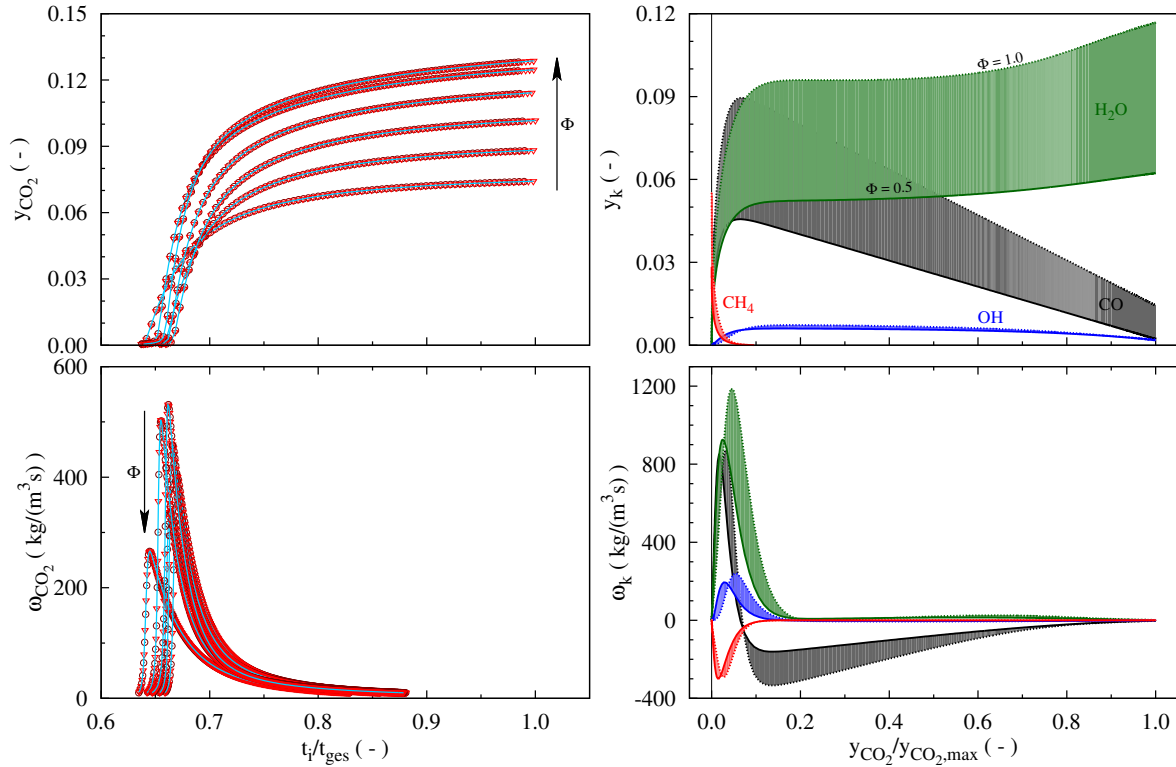 0.15
0.12
0.09
0.06
0.03
0.00
y_CO₂ ( - )
Φ
0.12
0.09
0.06
0.03
0.00
y_k ( - )
Φ = 1.0
H₂O
Φ = 0.5
CH₄
OH
CO
600
400
200
0
ω_CO₂ ( kg/(m³ s) )
Φ
0.6 0.7 0.8 0.9 1.0
t_i/t_ges ( - )
1200
800
400
0
-400
ω_k ( kg/(m³ s) )
0.0 0.2 0.4 0.6 0.8 1.0
y_CO₂/y_CO₂,max ( - )